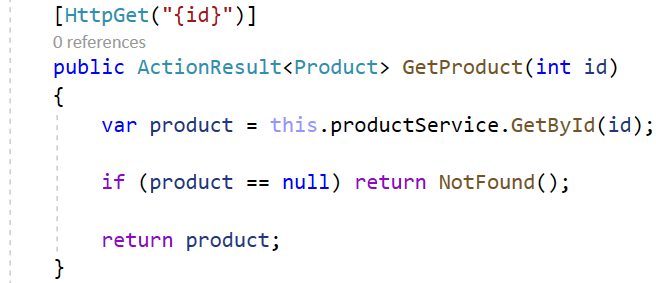 [HttpGet("{id}")]
0 references
public ActionResult<Product> GetProduct(int id)
{
var product = this.productService.GetById(id);
if (product == null) return NotFound();
return product;
}